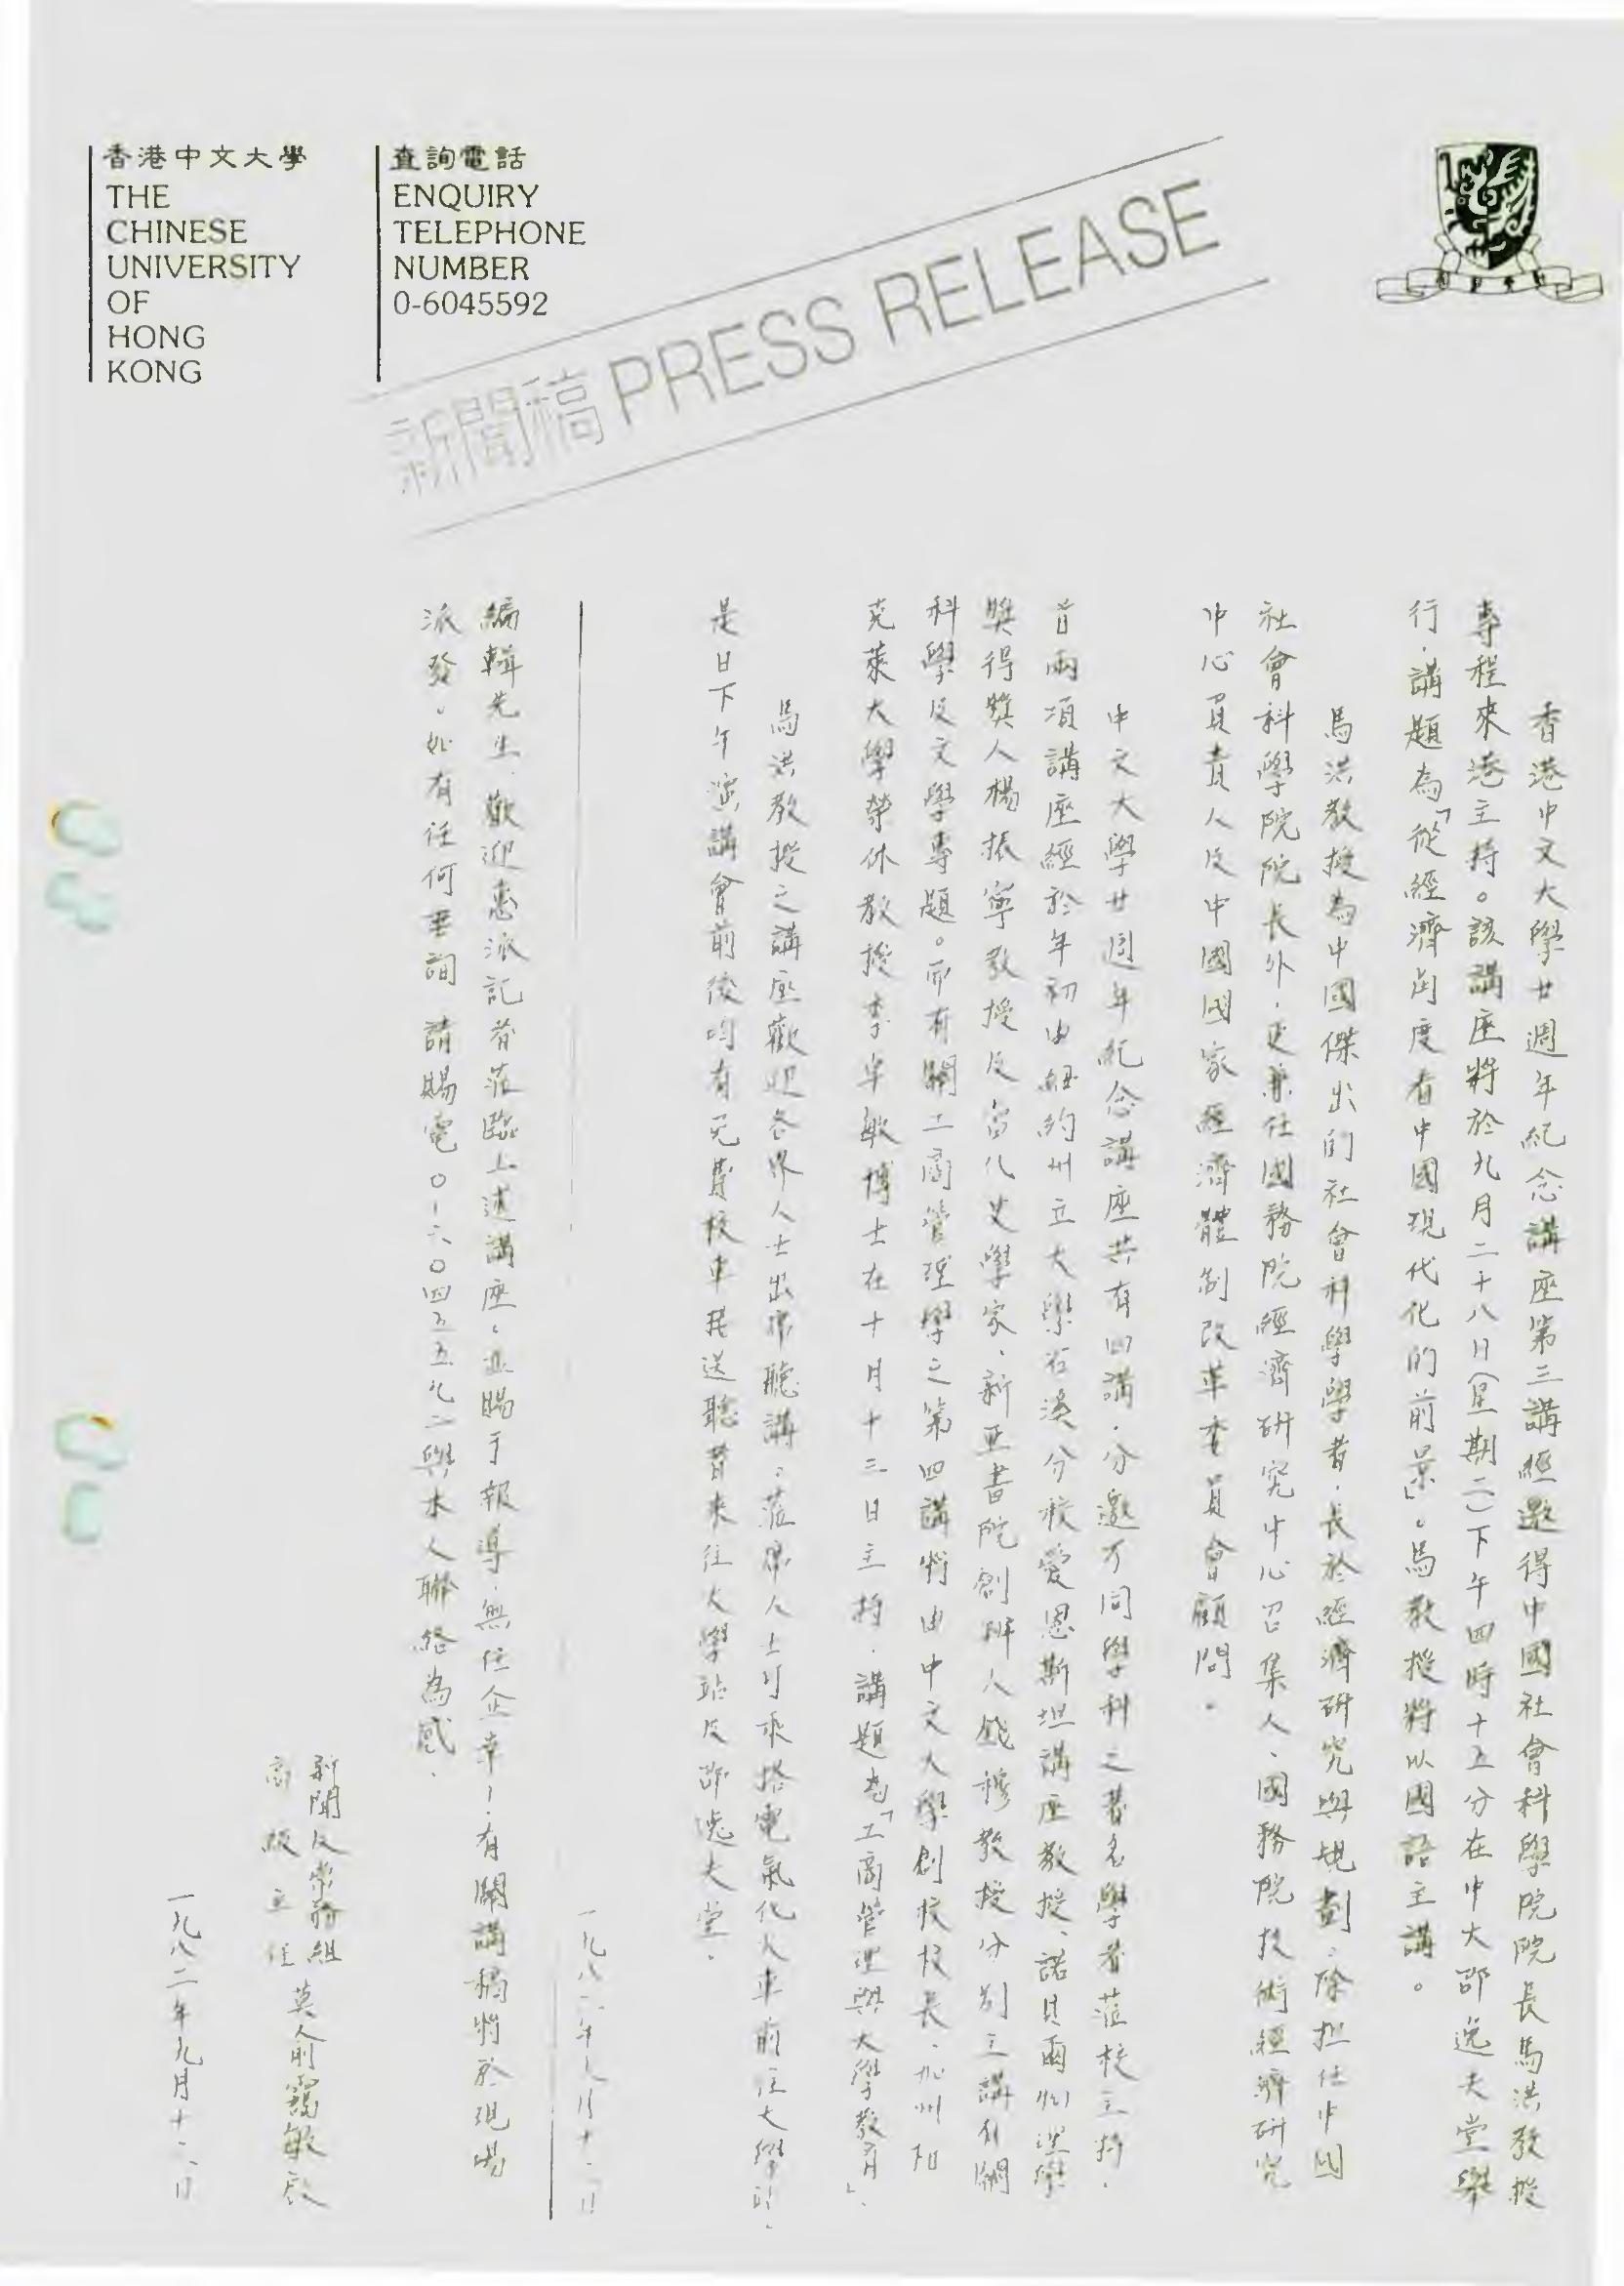 香港中文大學
THE
CHINESE
UNIVERSITY
OF
HONG
KONG
查詢電話
ENQUIRY
TELEPHONE
NUMBER
0-6045592
新聞稿 PRESS RELEASE
香港中文大學廿週年紀念講座第三講經邀得中國社會科學院院長馬洪教授
專程來港主持。該講座將於九月二十八日(星期二)下午四時十五分在中大邵逸夫堂舉
行，講題為「從經濟角度看中國現代化的前景」。馬教授將以國語主講。
馬洪教授為中國傑出的社會科學學者，長於經濟研究與規劃，除担任中國
社會科學院院長外，更兼任國務院經濟研究中心召集人、國務院技術經濟研究
中心負責人及中國國家經濟體制改革委員會顧問。
中文大學廿週年紀念講座共有四講，分邀不同學科之著名學者蒞校主持。
首兩項講座經於年初由紐約州立大學石溪分校愛恩斯坦講座教授、諾貝爾物理學
獎得獎人楊振寧教授及當代史學家、新亞書院創辦人錢穆教授分別主講有關
科學及文學專題。而有關工商管理學之第四講將由中文大學創校校長、加州柏
克萊大學榮休教授李卓敏博士在十月十三日主持，講題為「工商管理與大學教育」。
馬洪教授之講座歡迎各界人士出席聽講。蒞席人士可乘搭電氣化火車前往大學站，
是日下午演講會前後均有免費校車接送聽者來往大學站及邵逸夫堂。
一九八二年九月十二日
編輯先生：歡迎惠派記者蒞臨上述講座，並賜予報導，無任企幸！有關講稿將於現場
派發。如有任何垂詢，請賜電〇－六〇四五五九二與本人聯絡為感。
新聞及常務組
高級主任 莫俞靄敏啟
一九八二年九月十二日